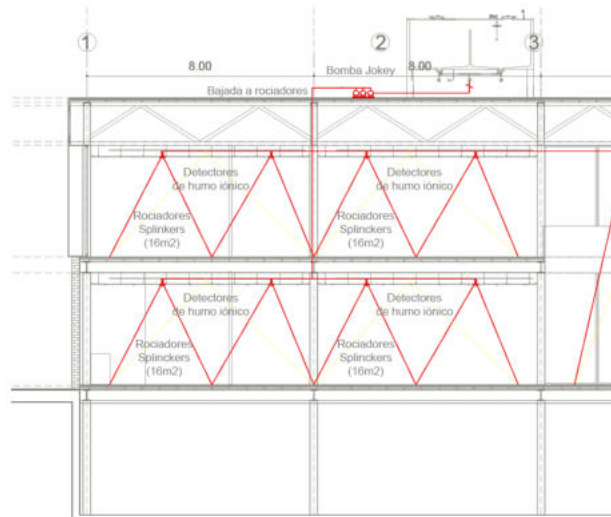 1
2
3
8.00
8.00
Bomba Jokey
Bajada a rociadores
Detectores
de humo iónico
Detectores
de humo iónico
Rociadores
Splinkers
(16m2)
Rociadores
Splinkers
(16m2)
Detectores
de humo iónico
Detectores
de humo iónico
Rociadores
Splinckers
(16m2)
Rociadores
Splinckers
(16m2)